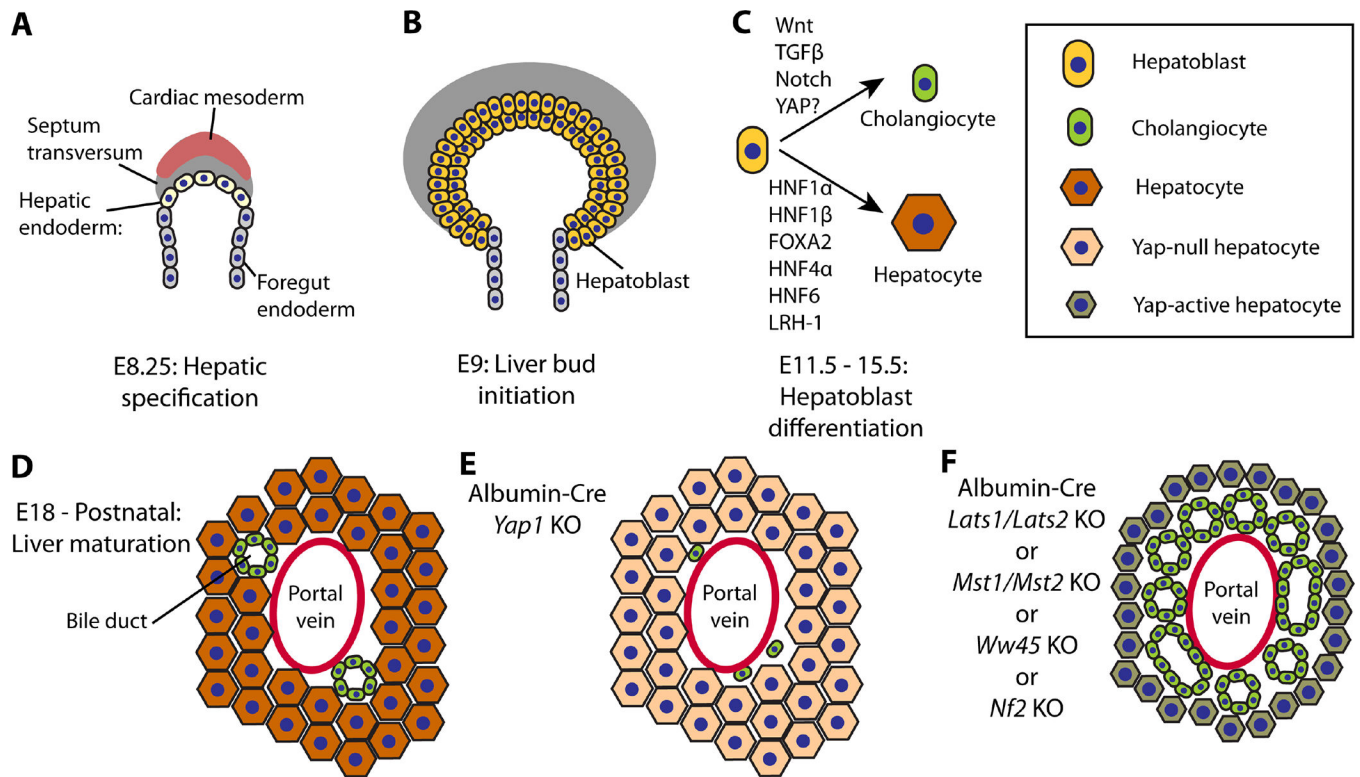 A
Cardiac mesoderm
Septum
transversum
Hepatic
endoderm:
Foregut
endoderm
E8.25: Hepatic
specification
B
Hepatoblast
E9: Liver bud
initiation
C
Wnt
TGFβ
Notch
YAP?
Cholangiocyte
HNF1α
HNF1β
FOXA2
HNF4α
HNF6
LRH-1
Hepatocyte
E11.5 - 15.5:
Hepatoblast
differentiation
Hepatoblast
Cholangiocyte
Hepatocyte
Yap-null hepatocyte
Yap-active hepatocyte
D
E18 - Postnatal:
Liver maturation
Bile duct
Portal
vein
E
Albumin-Cre
Yap1 KO
Portal
vein
F
Albumin-Cre
Lats1/Lats2 KO
or
Mst1/Mst2 KO
or
Ww45 KO
or
Nf2 KO
Portal
vein